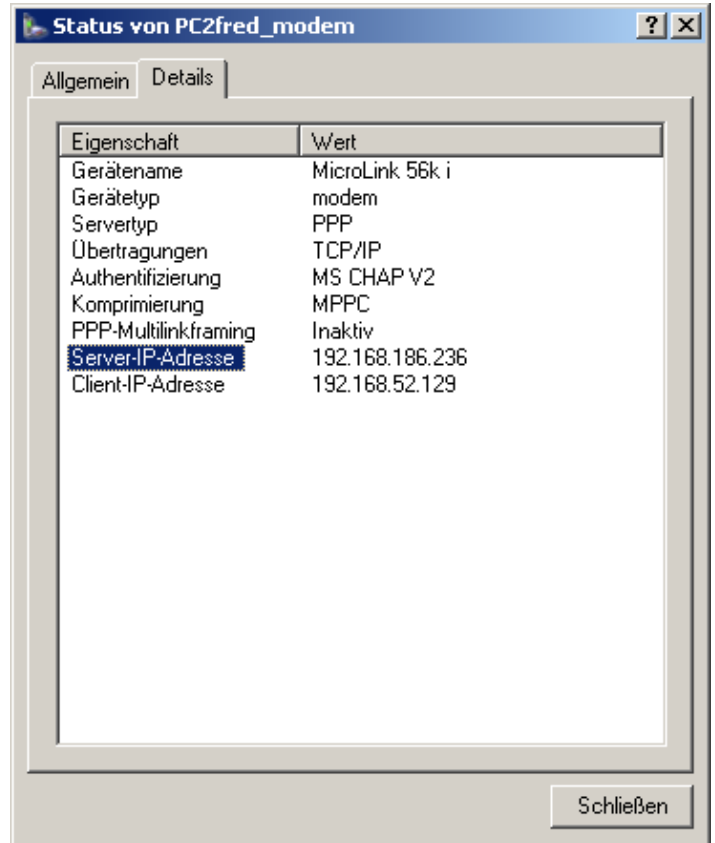 Status von PC2fred_modem
Allgemein Details
Eigenschaft Wert
Gerätename MicroLink 56k i
Gerätetyp modem
Servertyp PPP
Übertragungen TCP/IP
Authentifizierung MS CHAP V2
Komprimierung MPPC
PPP-Multilinkframing Inaktiv
Server-IP-Adresse 192.168.186.236
Client-IP-Adresse 192.168.52.129
Schließen